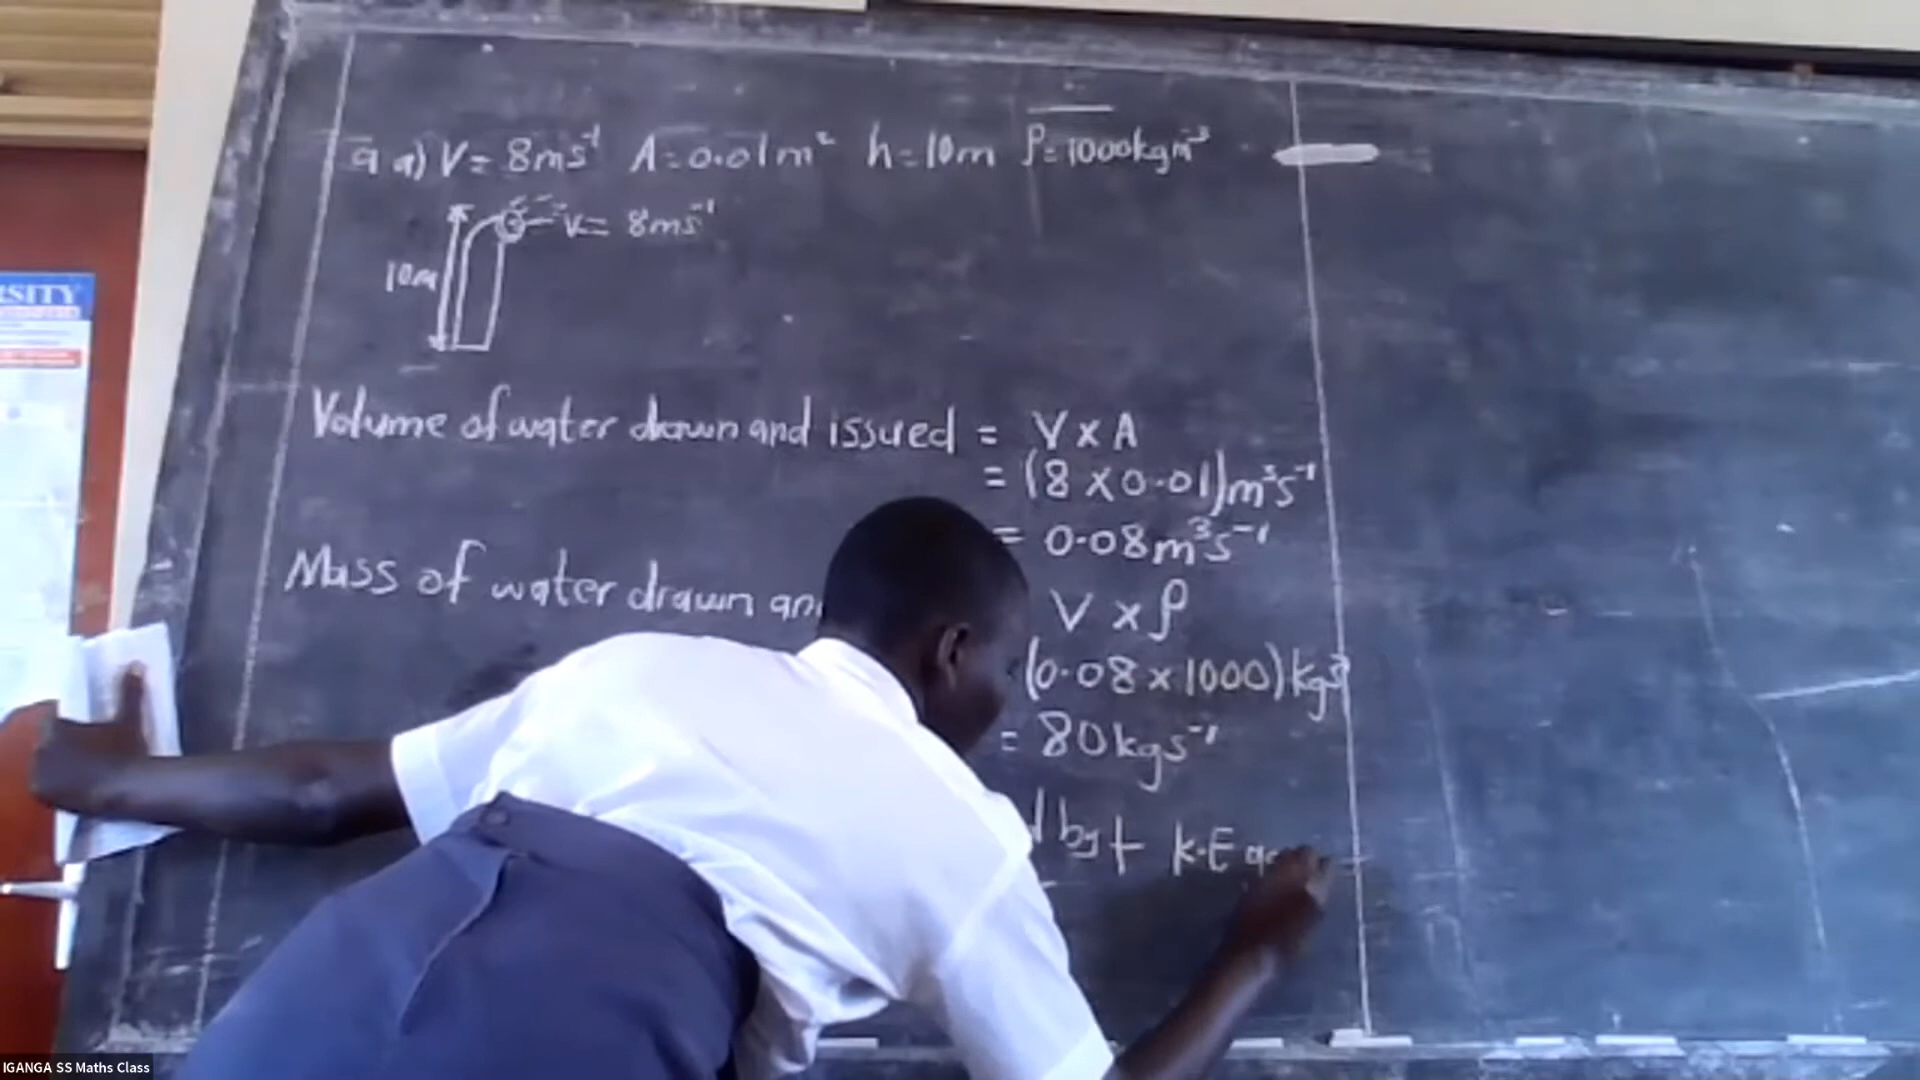 9 a) V = 8ms⁻¹ A = 0.01m² h = 10m ρ = 1000kgm⁻³
V = 8ms⁻¹
10m
Volume of water drawn and issued = V x A
= (8 x 0.01)m³s⁻¹
= 0.08m³s⁻¹
Mass of water drawn V x ρ
(0.08 x 1000)kgs⁻¹
= 80kgs⁻¹
+ K.E
RSITY
IGANGA SS Maths Class